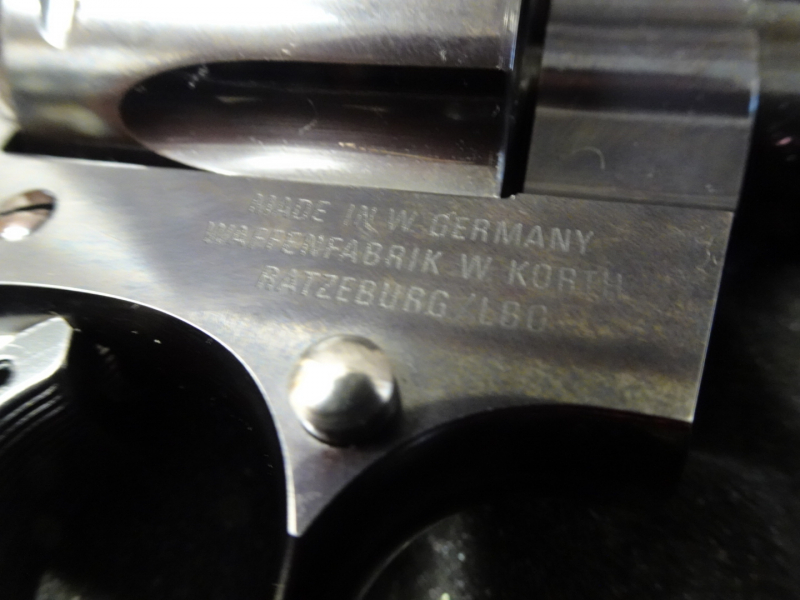 MADE IN W. GERMANY
WAFFENFABRIK W. KORTH
RATZEBURG/LBG